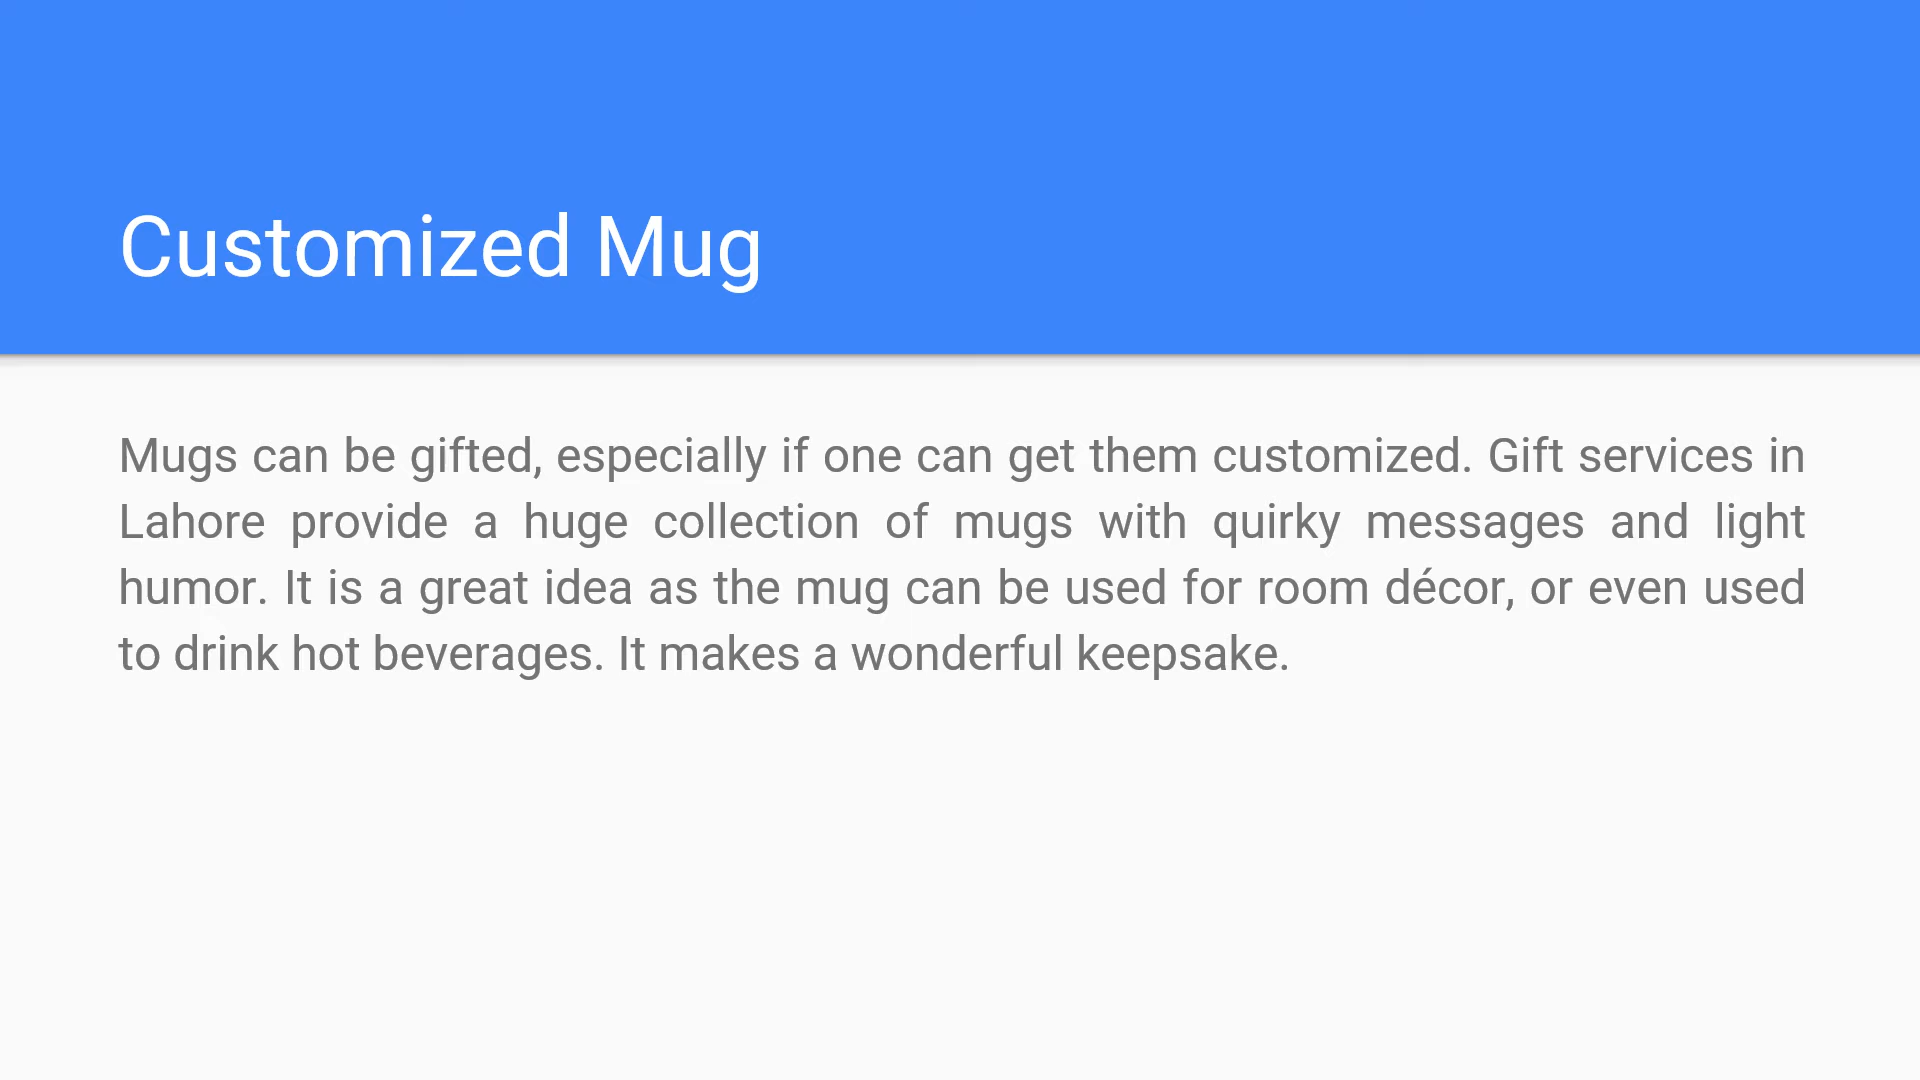 Customized Mug
Mugs can be gifted, especially if one can get them customized. Gift services in
Lahore provide a huge collection of mugs with quirky messages and light
humor. It is a great idea as the mug can be used for room décor, or even used
to drink hot beverages. It makes a wonderful keepsake.